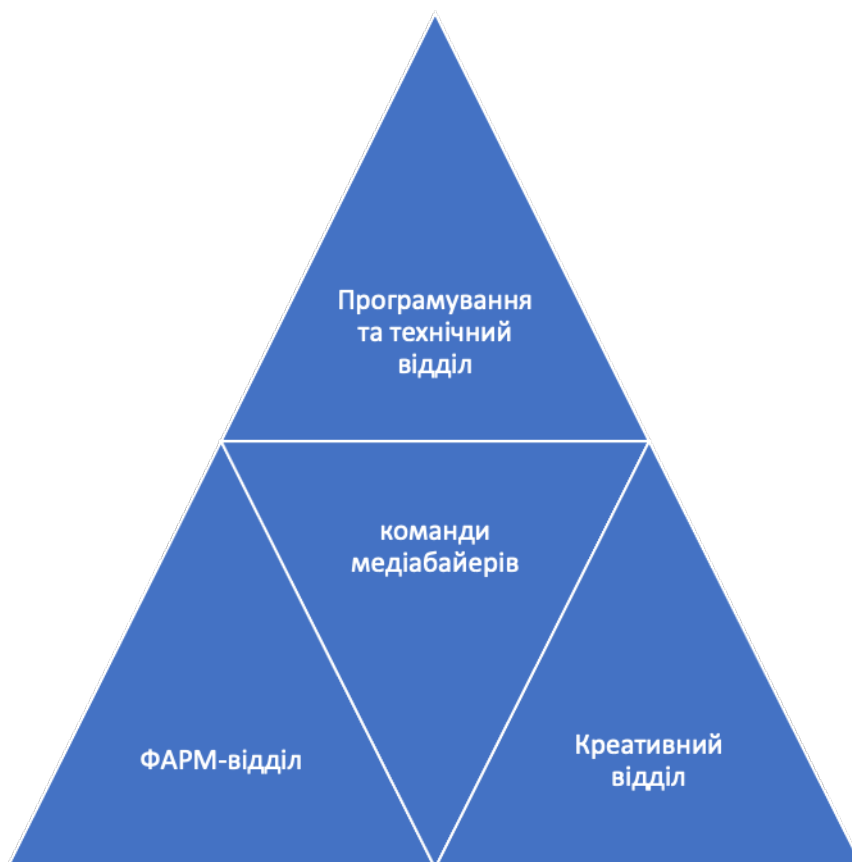 Програмування
та технічний
відділ
команди
медіабайерів
ФАРМ-відділ
Креативний
відділ